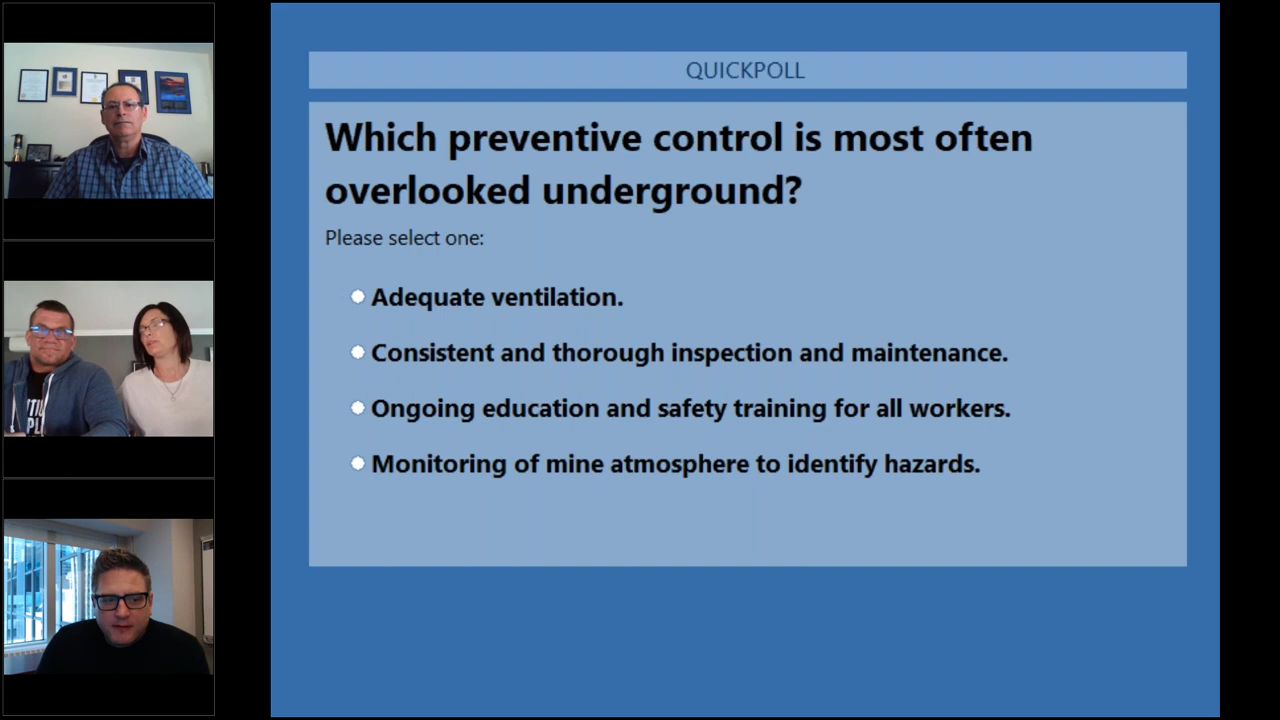 QUICKPOLL
Which preventive control is most often
overlooked underground?
Please select one:
Adequate ventilation.
Consistent and thorough inspection and maintenance.
Ongoing education and safety training for all workers.
Monitoring of mine atmosphere to identify hazards.